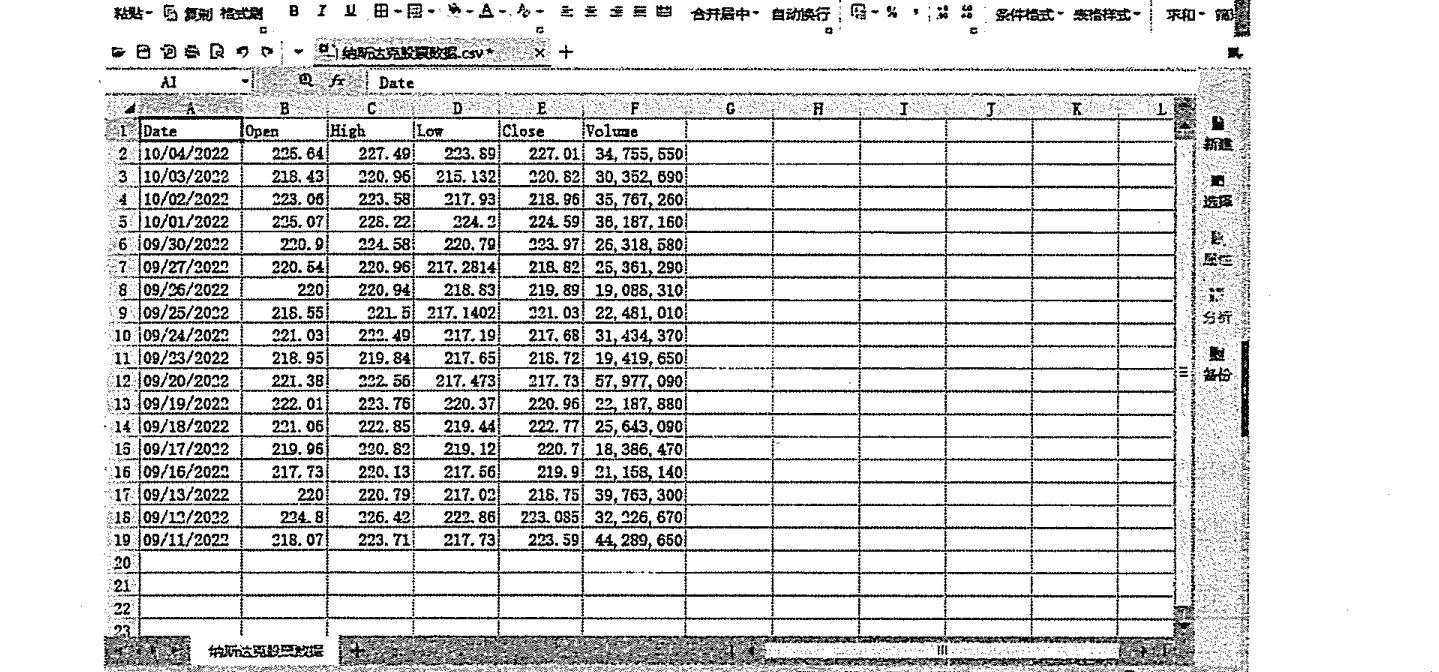 粘贴 复制 格式刷 B I U A 合并居中 自动换行 % 条件格式 表格样式 求和
纳斯达克股票数据.csv * × +
A1 fx Date
A B C D E F G H I J K L
1 Date Open High Low Close Volume
2 10/04/2022 225.64 227.49 223.89 227.01 34,755,550
3 10/03/2022 218.43 220.96 215.132 220.82 30,352,690
4 10/02/2022 223.06 223.58 217.93 218.96 35,767,260
5 10/01/2022 225.07 228.22 224.2 224.59 36,187,160
6 09/30/2022 220.9 224.58 220.79 223.97 26,318,580
7 09/27/2022 220.54 220.96 217.2814 218.82 25,361,290
8 09/26/2022 220 220.94 218.83 219.89 19,088,310
9 09/25/2022 218.55 221.5 217.1402 221.03 22,481,010
10 09/24/2022 221.03 222.49 217.19 217.68 31,434,370
11 09/23/2022 218.95 219.84 217.65 218.72 19,419,650
12 09/20/2022 221.38 222.56 217.473 217.73 57,977,090
13 09/19/2022 222.01 223.76 220.37 220.96 22,187,880
14 09/18/2022 221.06 222.85 219.44 222.77 25,643,090
15 09/17/2022 219.96 220.82 219.12 220.7 18,386,470
16 09/16/2022 217.73 220.13 217.56 219.9 21,158,140
17 09/13/2022 220 220.79 217.02 218.75 39,763,300
18 09/12/2022 224.8 226.42 222.86 223.085 32,226,670
19 09/11/2022 218.07 223.71 217.73 223.59 44,289,650
20
21
22
23
新建
选择
属性
分析
备份
纳斯达克股票数据 +